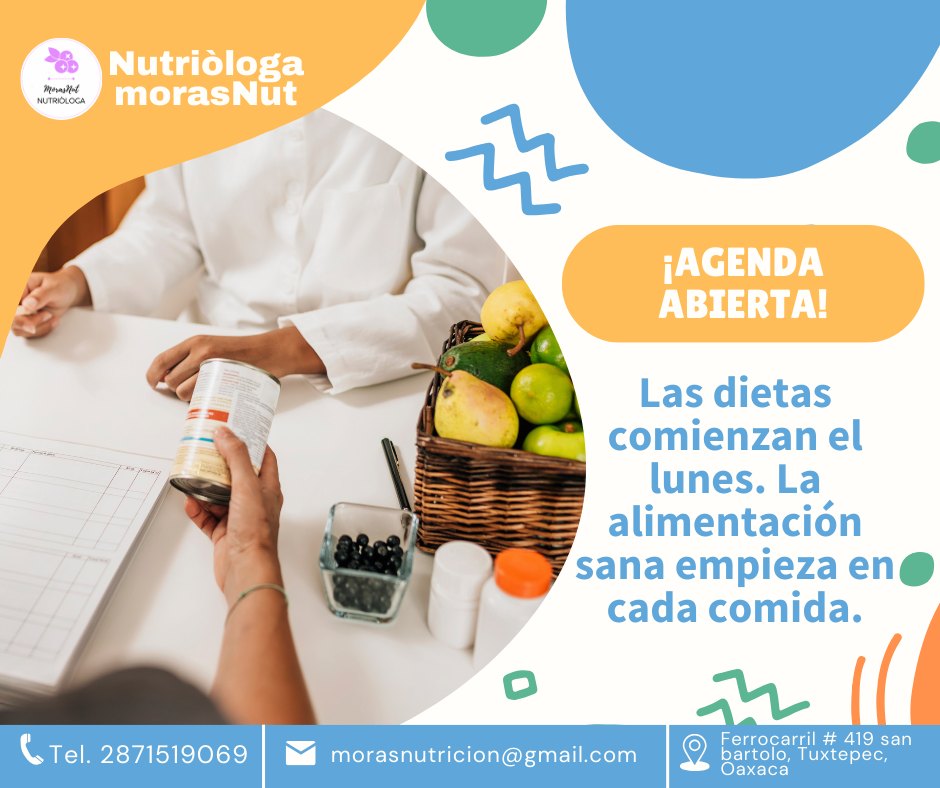 MorasNut
NUTRIÒLOGA
Nutriòloga
morasNut
¡AGENDA
ABIERTA!
Las dietas
comienzan el
lunes. La
alimentación
sana empieza en
cada comida.
Tel. 2871519069
morasnutricion@gmail.com
Ferrocarril # 419 san
bartolo, Tuxtepec,
Oaxaca